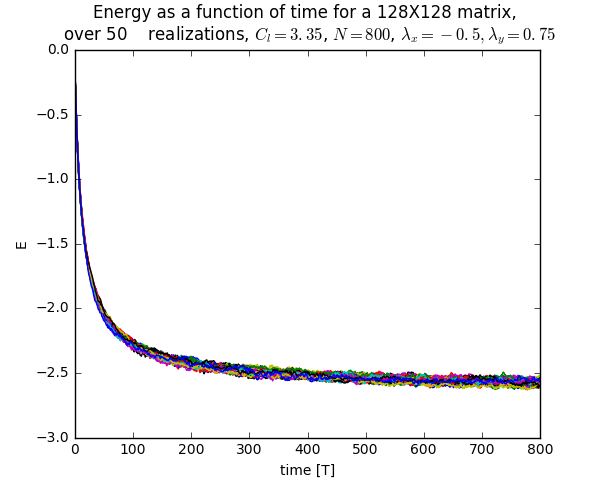 Energy as a function of time for a 128X128 matrix,
over 50    realizations, C_l = 3.35, N = 800, λ_x = −0.5, λ_y = 0.75
0.0
−0.5
−1.0
−1.5
E
−2.0
−2.5
−3.0
0 100 200 300 400 500 600 700 800
time [T]